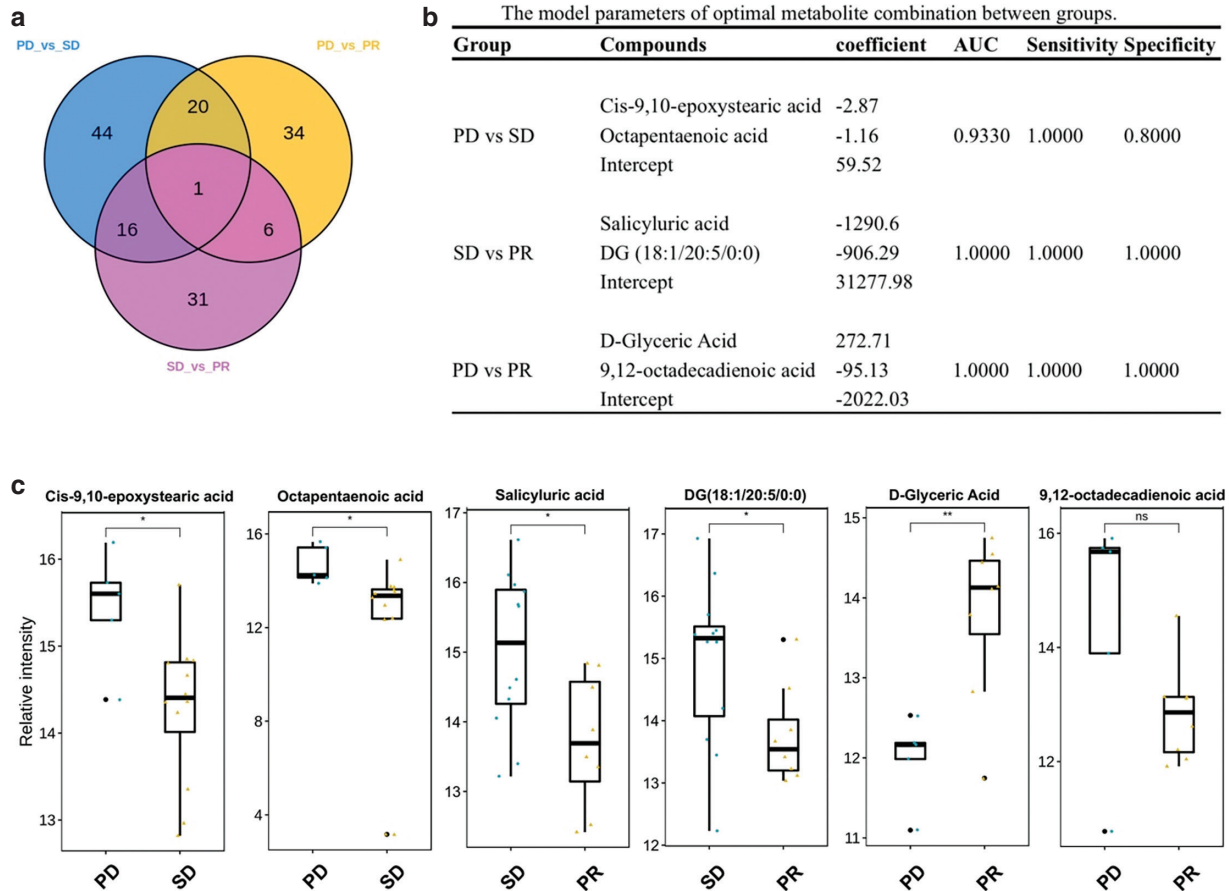 a
PD_vs_SD
PD_vs_PR
44
20
34
1
16
6
31
SD_vs_PR
b
The model parameters of optimal metabolite combination between groups.
Group Compounds coefficient AUC Sensitivity Specificity
Cis-9,10-epoxystearic acid -2.87
PD vs SD Octapentaenoic acid -1.16 0.9330 1.0000 0.8000
Intercept 59.52
Salicyluric acid -1290.6
SD vs PR DG (18:1/20:5/0:0) -906.29 1.0000 1.0000 1.0000
Intercept 31277.98
D-Glyceric Acid 272.71
PD vs PR 9,12-octadecadienoic acid -95.13 1.0000 1.0000 1.0000
Intercept -2022.03
c
Relative intensity
Cis-9,10-epoxystearic acid
*
16
15
14
13
PD SD
Octapentaenoic acid
*
16
12
8
4
PD SD
Salicyluric acid
*
17
16
15
14
13
SD PR
DG(18:1/20:5/0:0)
*
17
16
15
14
13
12
SD PR
D-Glyceric Acid
**
15
14
13
12
11
PD PR
9,12-octadecadienoic acid
ns
16
14
12
PD PR